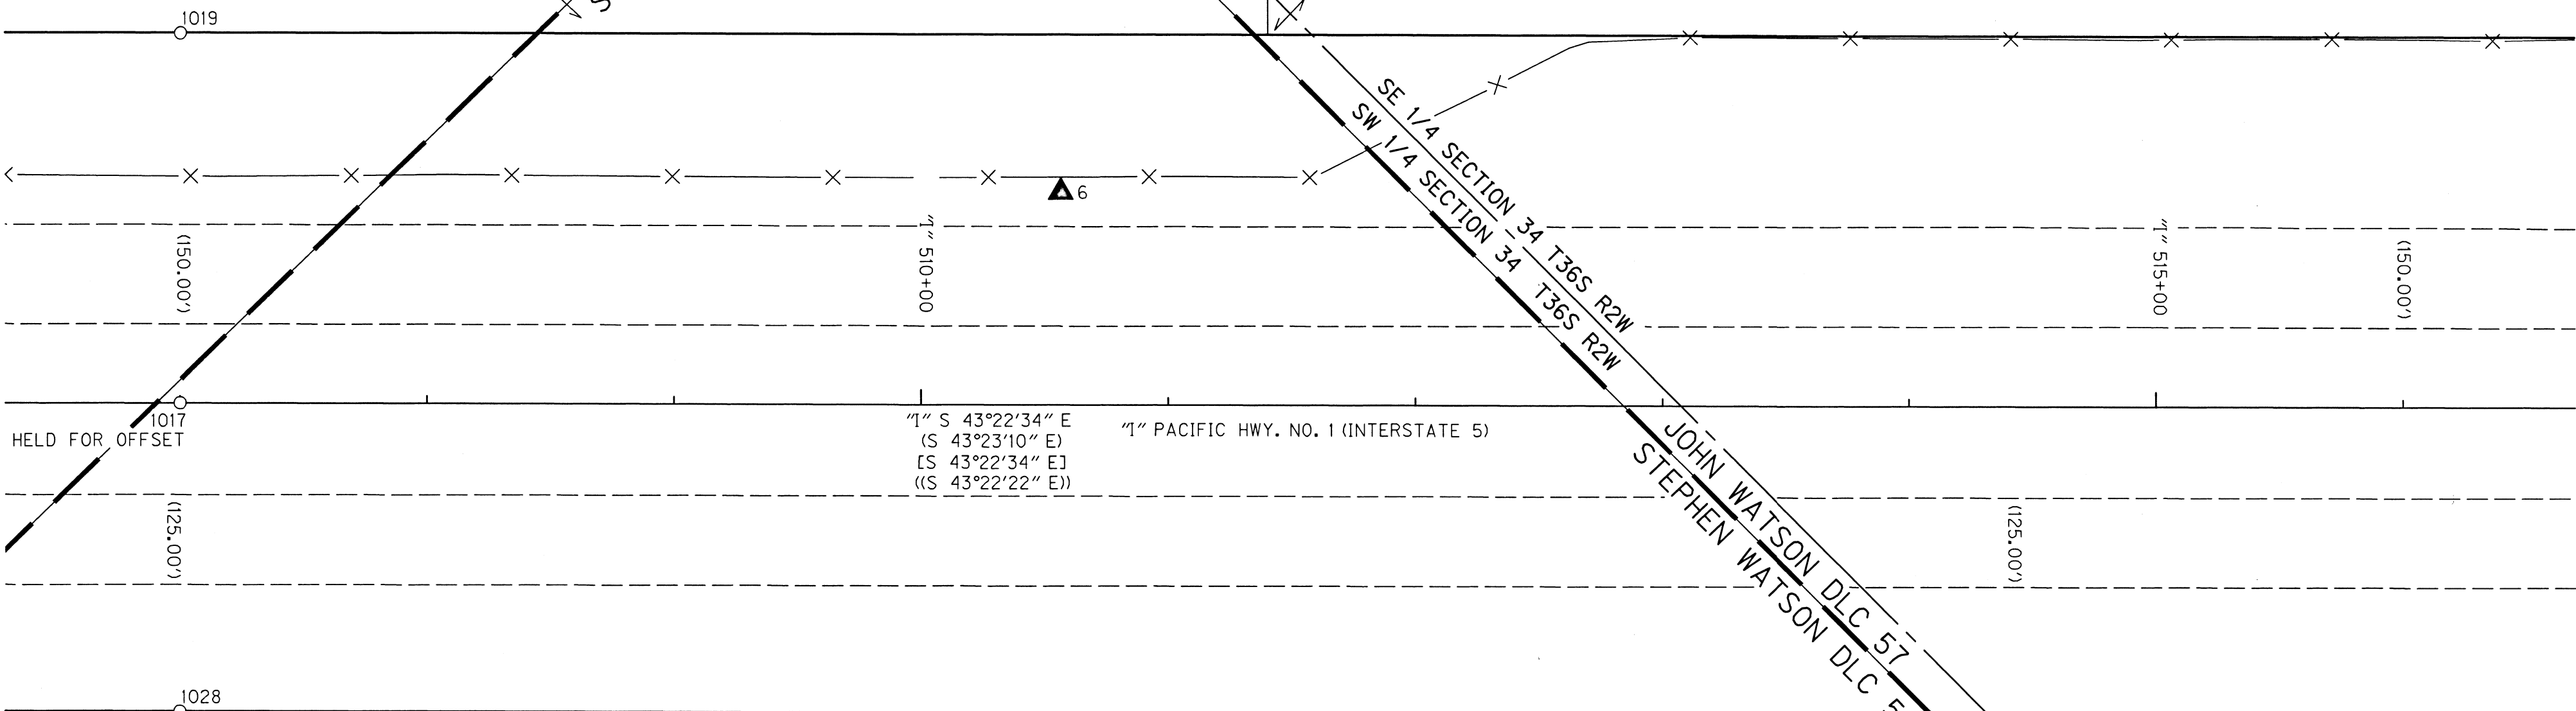 1019
SE 1/4 SECTION 34 T36S R2W
SW 1/4 SECTION 34 T36S R2W
6
(150.00')
"I" 510+00
"I" 515+00
(150.00')
1017
HELD FOR OFFSET
"I" S 43°22'34" E
(S 43°23'10" E)
[S 43°22'34" E]
((S 43°22'22" E))
"I" PACIFIC HWY. NO. 1 (INTERSTATE 5)
JOHN WATSON DLC 57
STEPHEN WATSON DLC
(125.00')
(125.00')
1028